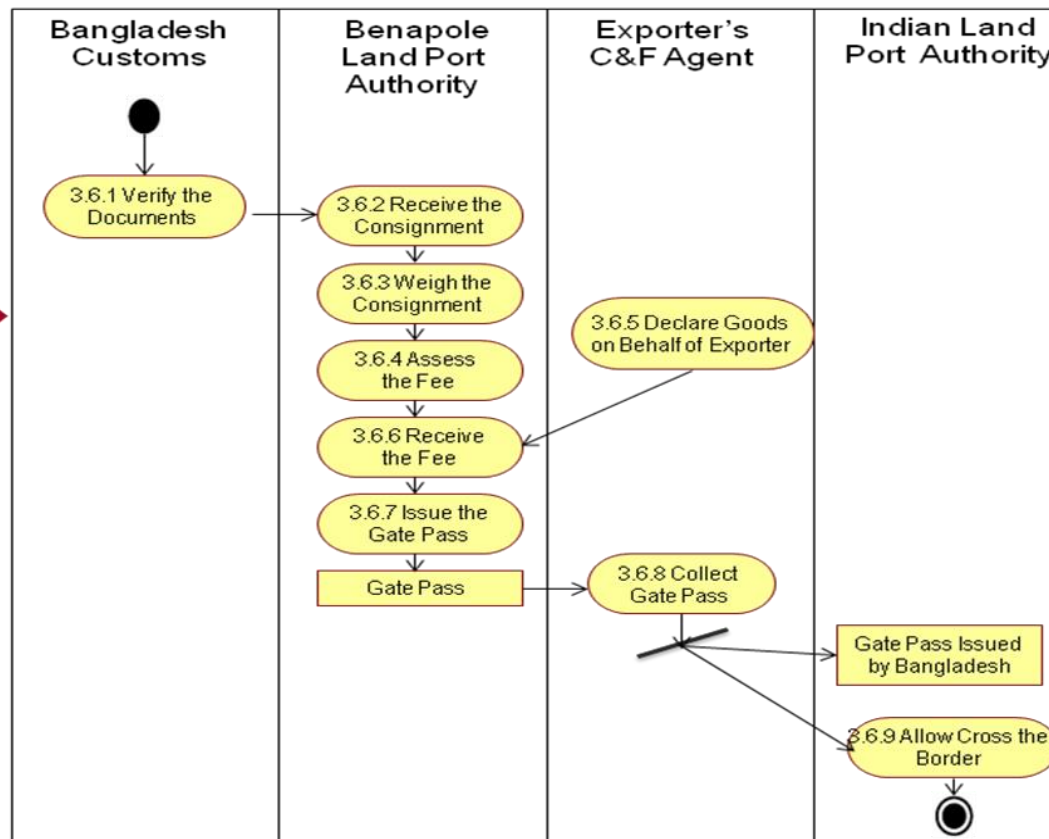 Bangladesh
Customs
Benapole
Land Port
Authority
Exporter's
C&F Agent
Indian Land
Port Authority
3.6.1 Verify the
Documents
3.6.2 Receive the
Consignment
3.6.3 Weigh the
Consignment
3.6.5 Declare Goods
on Behalf of Exporter
3.6.4 Assess
the Fee
3.6.6 Receive
the Fee
3.6.7 Issue the
Gate Pass
Gate Pass
3.6.8 Collect
Gate Pass
Gate Pass Issued
by Bangladesh
3.6.9 Allow Cross the
Border